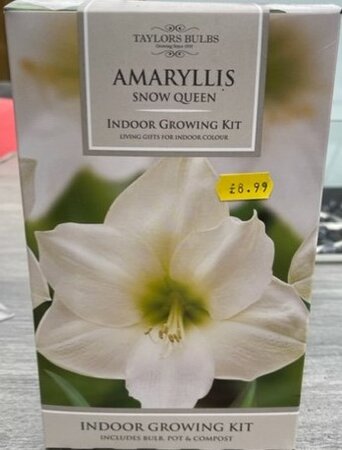 TAYLORS BULBS
Growing Since 1919
AMARYLLIS
SNOW QUEEN
INDOOR GROWING KIT
LIVING GIFTS FOR INDOOR COLOUR
£8.99
INDOOR GROWING KIT
INCLUDES BULB, POT & COMPOST